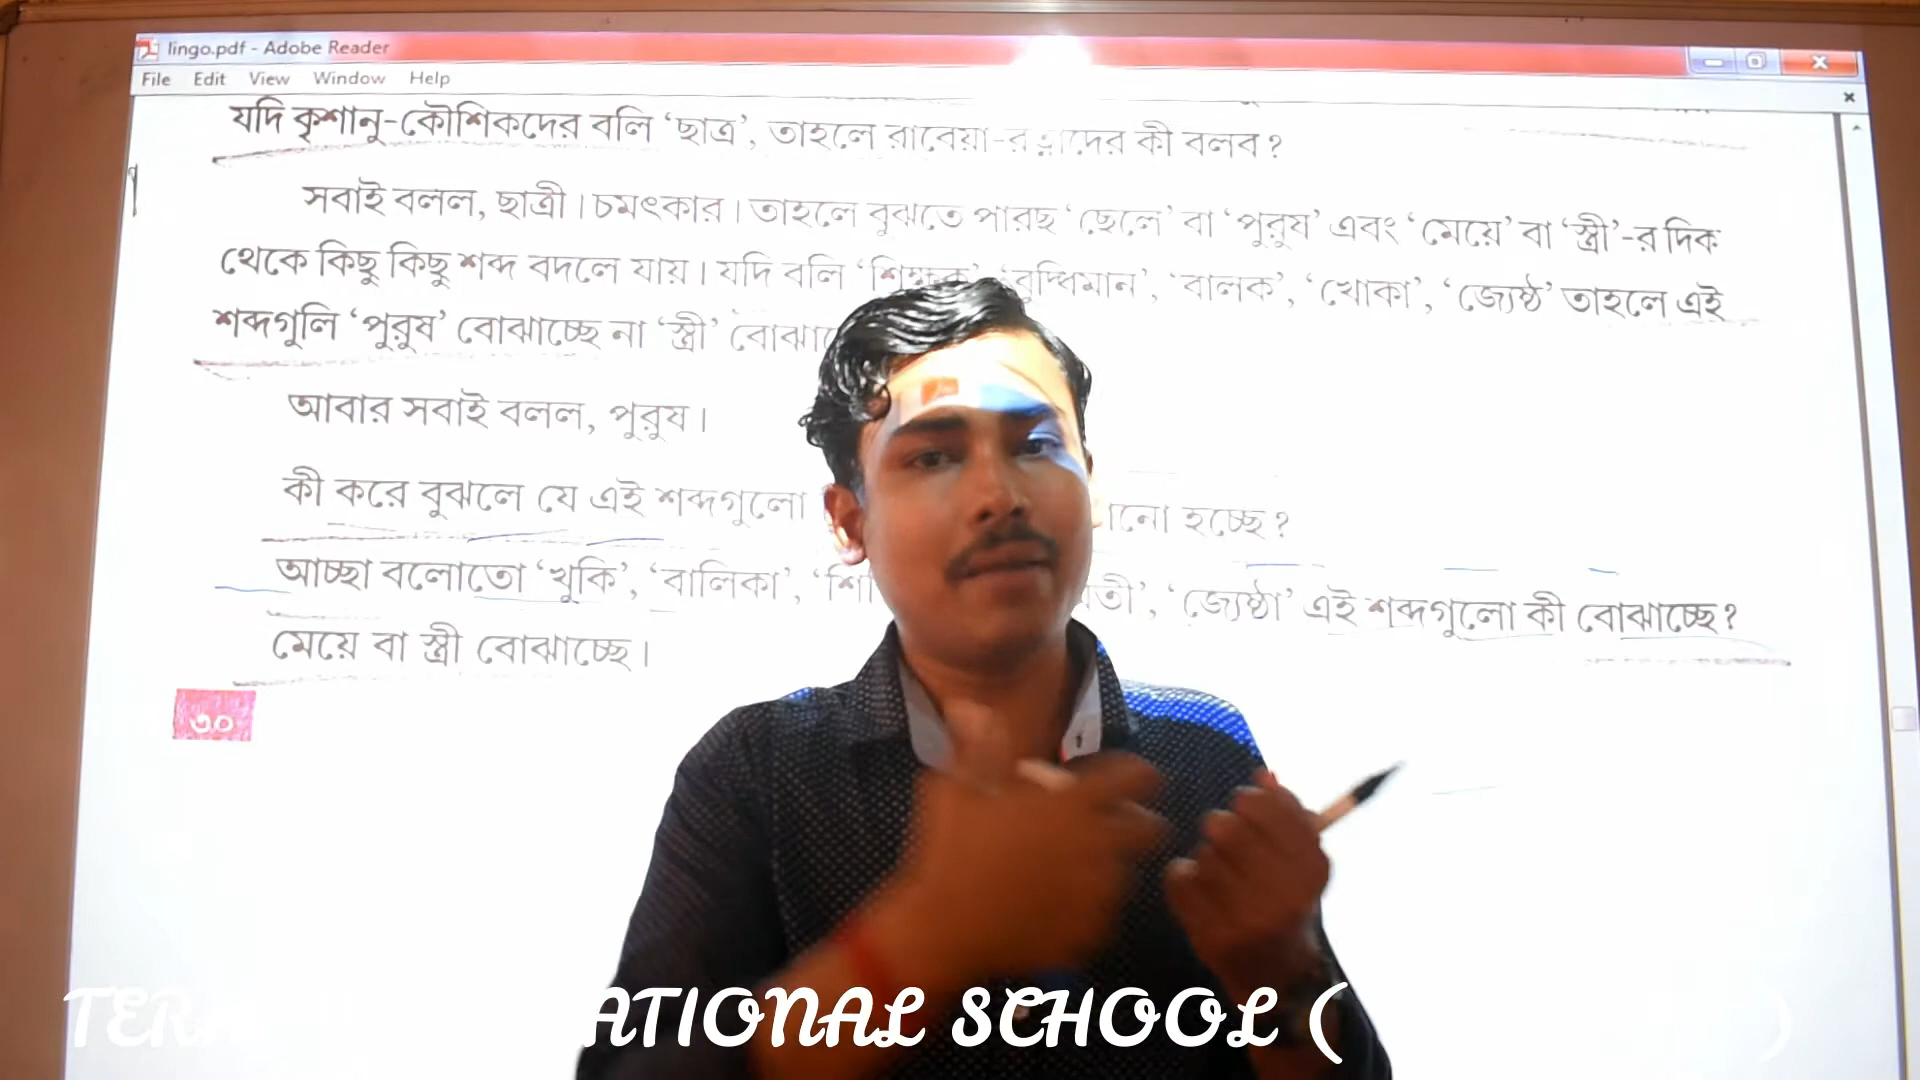 lingo.pdf - Adobe Reader
File Edit View Window Help
যদি কৃশানু-কৌশিকদের বলি ‘ছাত্র’, তাহলে রাবেয়া- কী বলব?
সবাই বলল, ছাত্রী। চমৎকার। তাহলে বুঝতে পারছ ‘ছেলে’ বা ‘পুরুষ’ এবং ‘মেয়ে’ বা ‘স্ত্রী’-র দিক
থেকে কিছু কিছু শব্দ বদলে যায়। যদি বলি ‘শিক্ষক’, ‘বুদ্ধিমান’, ‘বালক’, ‘খোকা’, ‘জ্যেষ্ঠ’ তাহলে এই
শব্দগুলি ‘পুরুষ’ বোঝাচ্ছে না ‘স্ত্রী’
আবার সবাই বলল, পুরুষ।
কী করে বুঝলে যে এই শব্দগুলো হচ্ছে?
আচ্ছা বলোতো ‘খুকি’, ‘বালিকা’, ‘জ্যেষ্ঠা’ এই শব্দগুলো কী বোঝাচ্ছে?
মেয়ে বা স্ত্রী বোঝাচ্ছে।
৩০
ATIONAL SCHOOL (